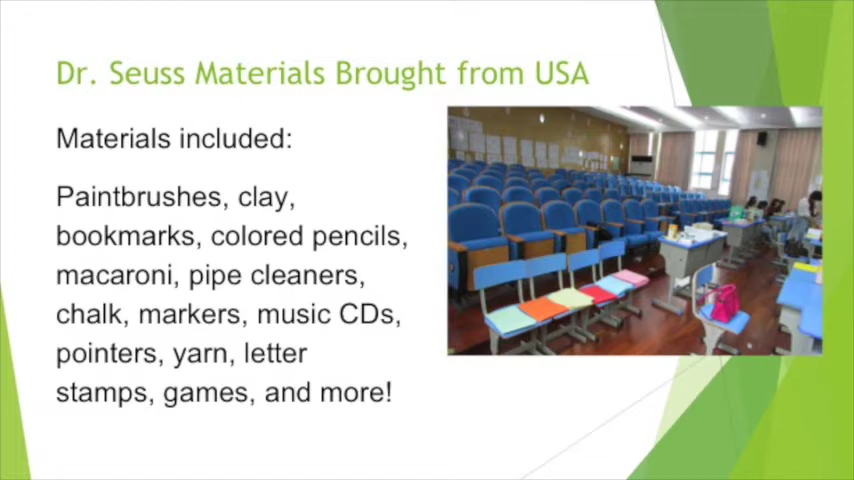 Dr. Seuss Materials Brought from USA
Materials included:
Paintbrushes, clay,
bookmarks, colored pencils,
macaroni, pipe cleaners,
chalk, markers, music CDs,
pointers, yarn, letter
stamps, games, and more!